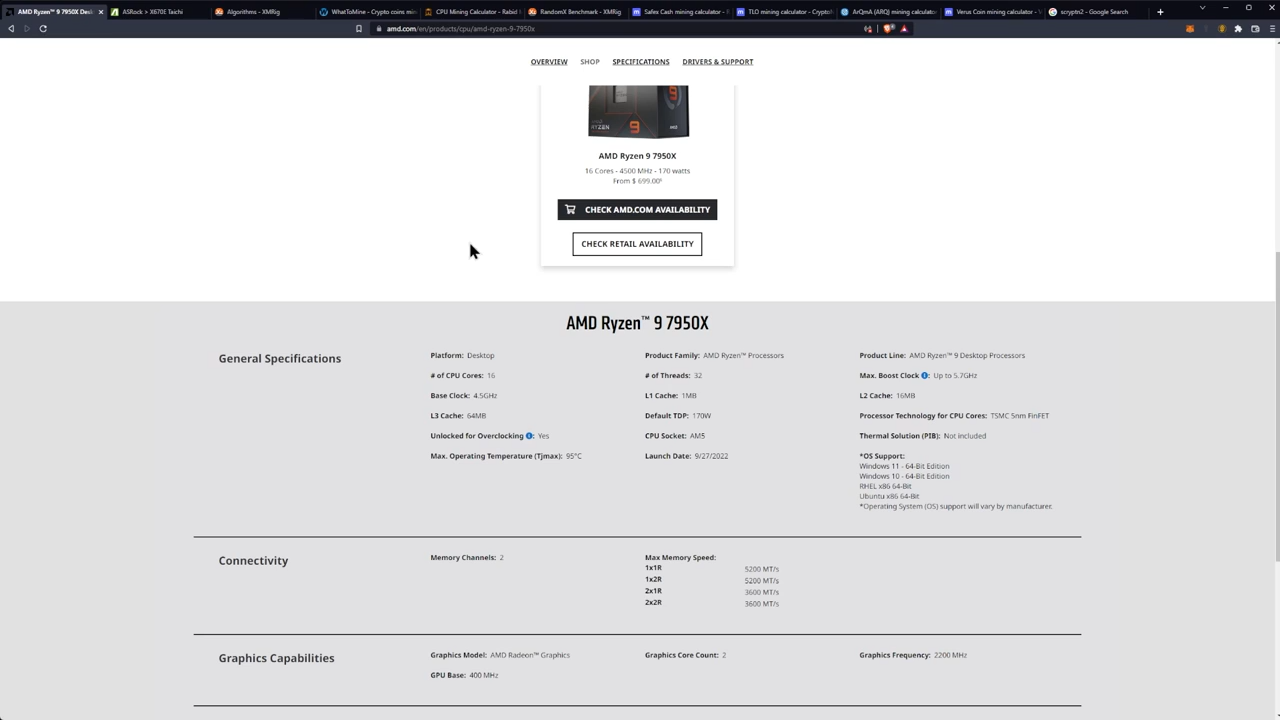 AMD Ryzen 9 7950X Des
ASRock > X670E Taichi
Algorithms - XMRig
WhatToMine - Crypto coins min
CPU Mining Calculator - Rabid
RandomX Benchmark - XMRig
Safex Cash mining calculator -
TLO mining calculator - Crypto
ArQmA (ARQ) mining calculato
Verus Coin mining calculator -
scryptn2 - Google Search
amd.com/en/products/cpu/amd-ryzen-9-7950x
OVERVIEW SHOP SPECIFICATIONS DRIVERS & SUPPORT
RYZEN 9
AMD Ryzen 9 7950X
16 Cores - 4500 MHz - 170 watts
From $ 699.00
CHECK AMD.COM AVAILABILITY
CHECK RETAIL AVAILABILITY
AMD Ryzen™ 9 7950X
General Specifications
Platform: Desktop
Product Family: AMD Ryzen™ Processors
Product Line: AMD Ryzen™ 9 Desktop Processors
# of CPU Cores: 16
# of Threads: 32
Max. Boost Clock: Up to 5.7GHz
Base Clock: 4.5GHz
L1 Cache: 1MB
L2 Cache: 16MB
L3 Cache: 64MB
Default TDP: 170W
Processor Technology for CPU Cores: TSMC 5nm FinFET
Unlocked for Overclocking: Yes
CPU Socket: AM5
Thermal Solution (PIB): Not included
Max. Operating Temperature (Tjmax): 95°C
Launch Date: 9/27/2022
*OS Support:
Windows 11 - 64-Bit Edition
Windows 10 - 64-Bit Edition
RHEL x86 64-Bit
Ubuntu x86 64-Bit
*Operating System (OS) support will vary by manufacturer.
Connectivity
Memory Channels: 2
Max Memory Speed:
1x1R 5200 MT/s
1x2R 5200 MT/s
2x1R 3600 MT/s
2x2R 3600 MT/s
Graphics Capabilities
Graphics Model: AMD Radeon™ Graphics
Graphics Core Count: 2
Graphics Frequency: 2200 MHz
GPU Base: 400 MHz